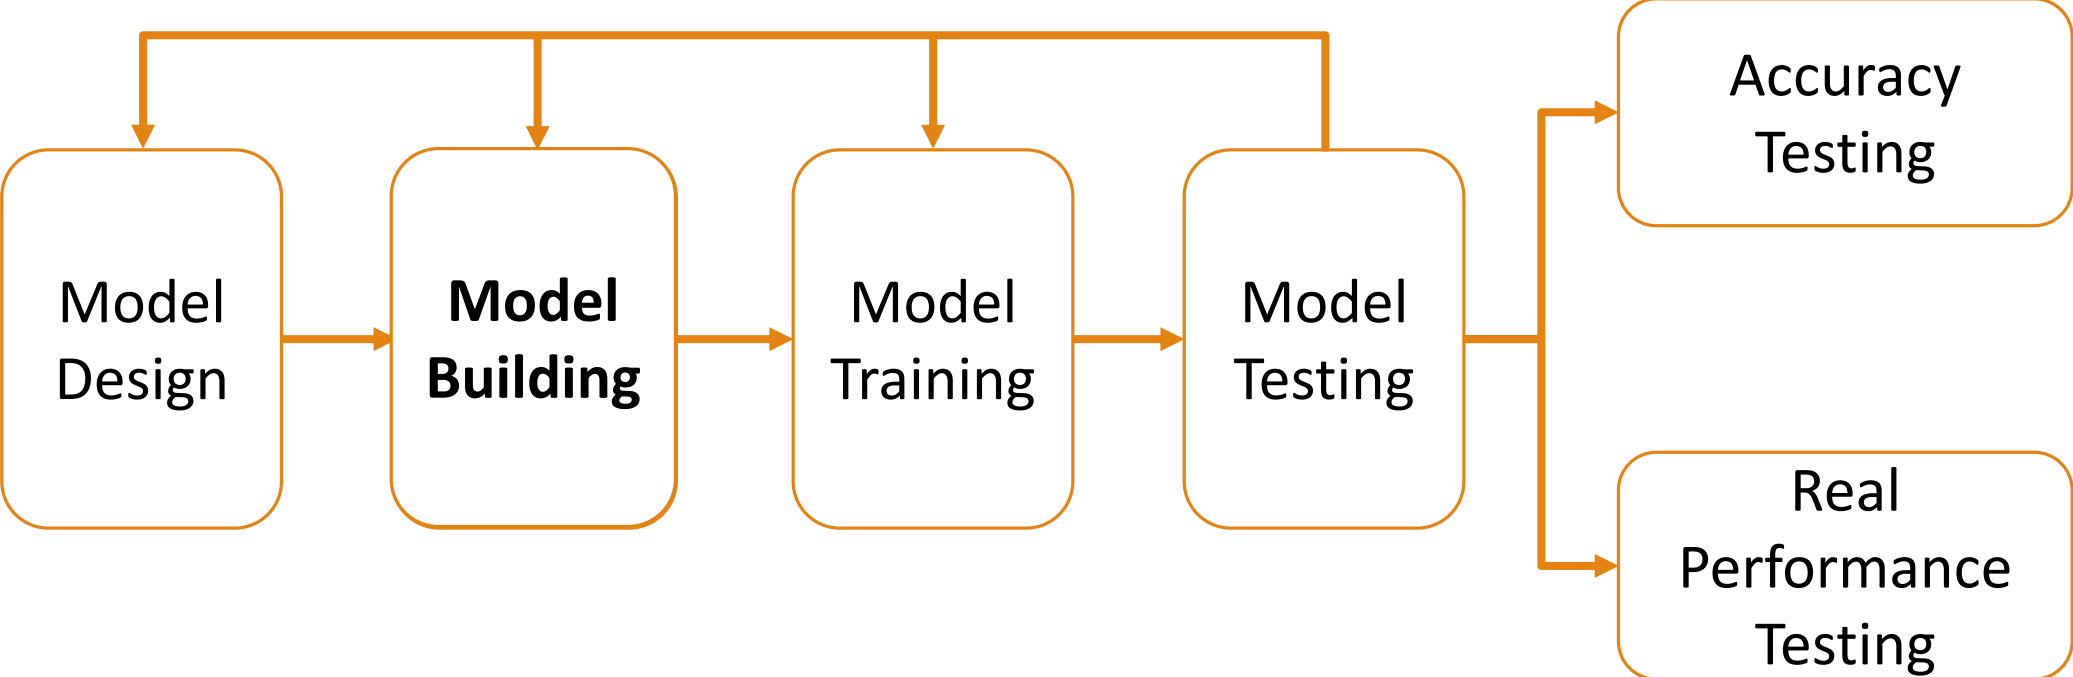 Model
Design
Model
Building
Model
Training
Model
Testing
Accuracy
Testing
Real
Performance
Testing